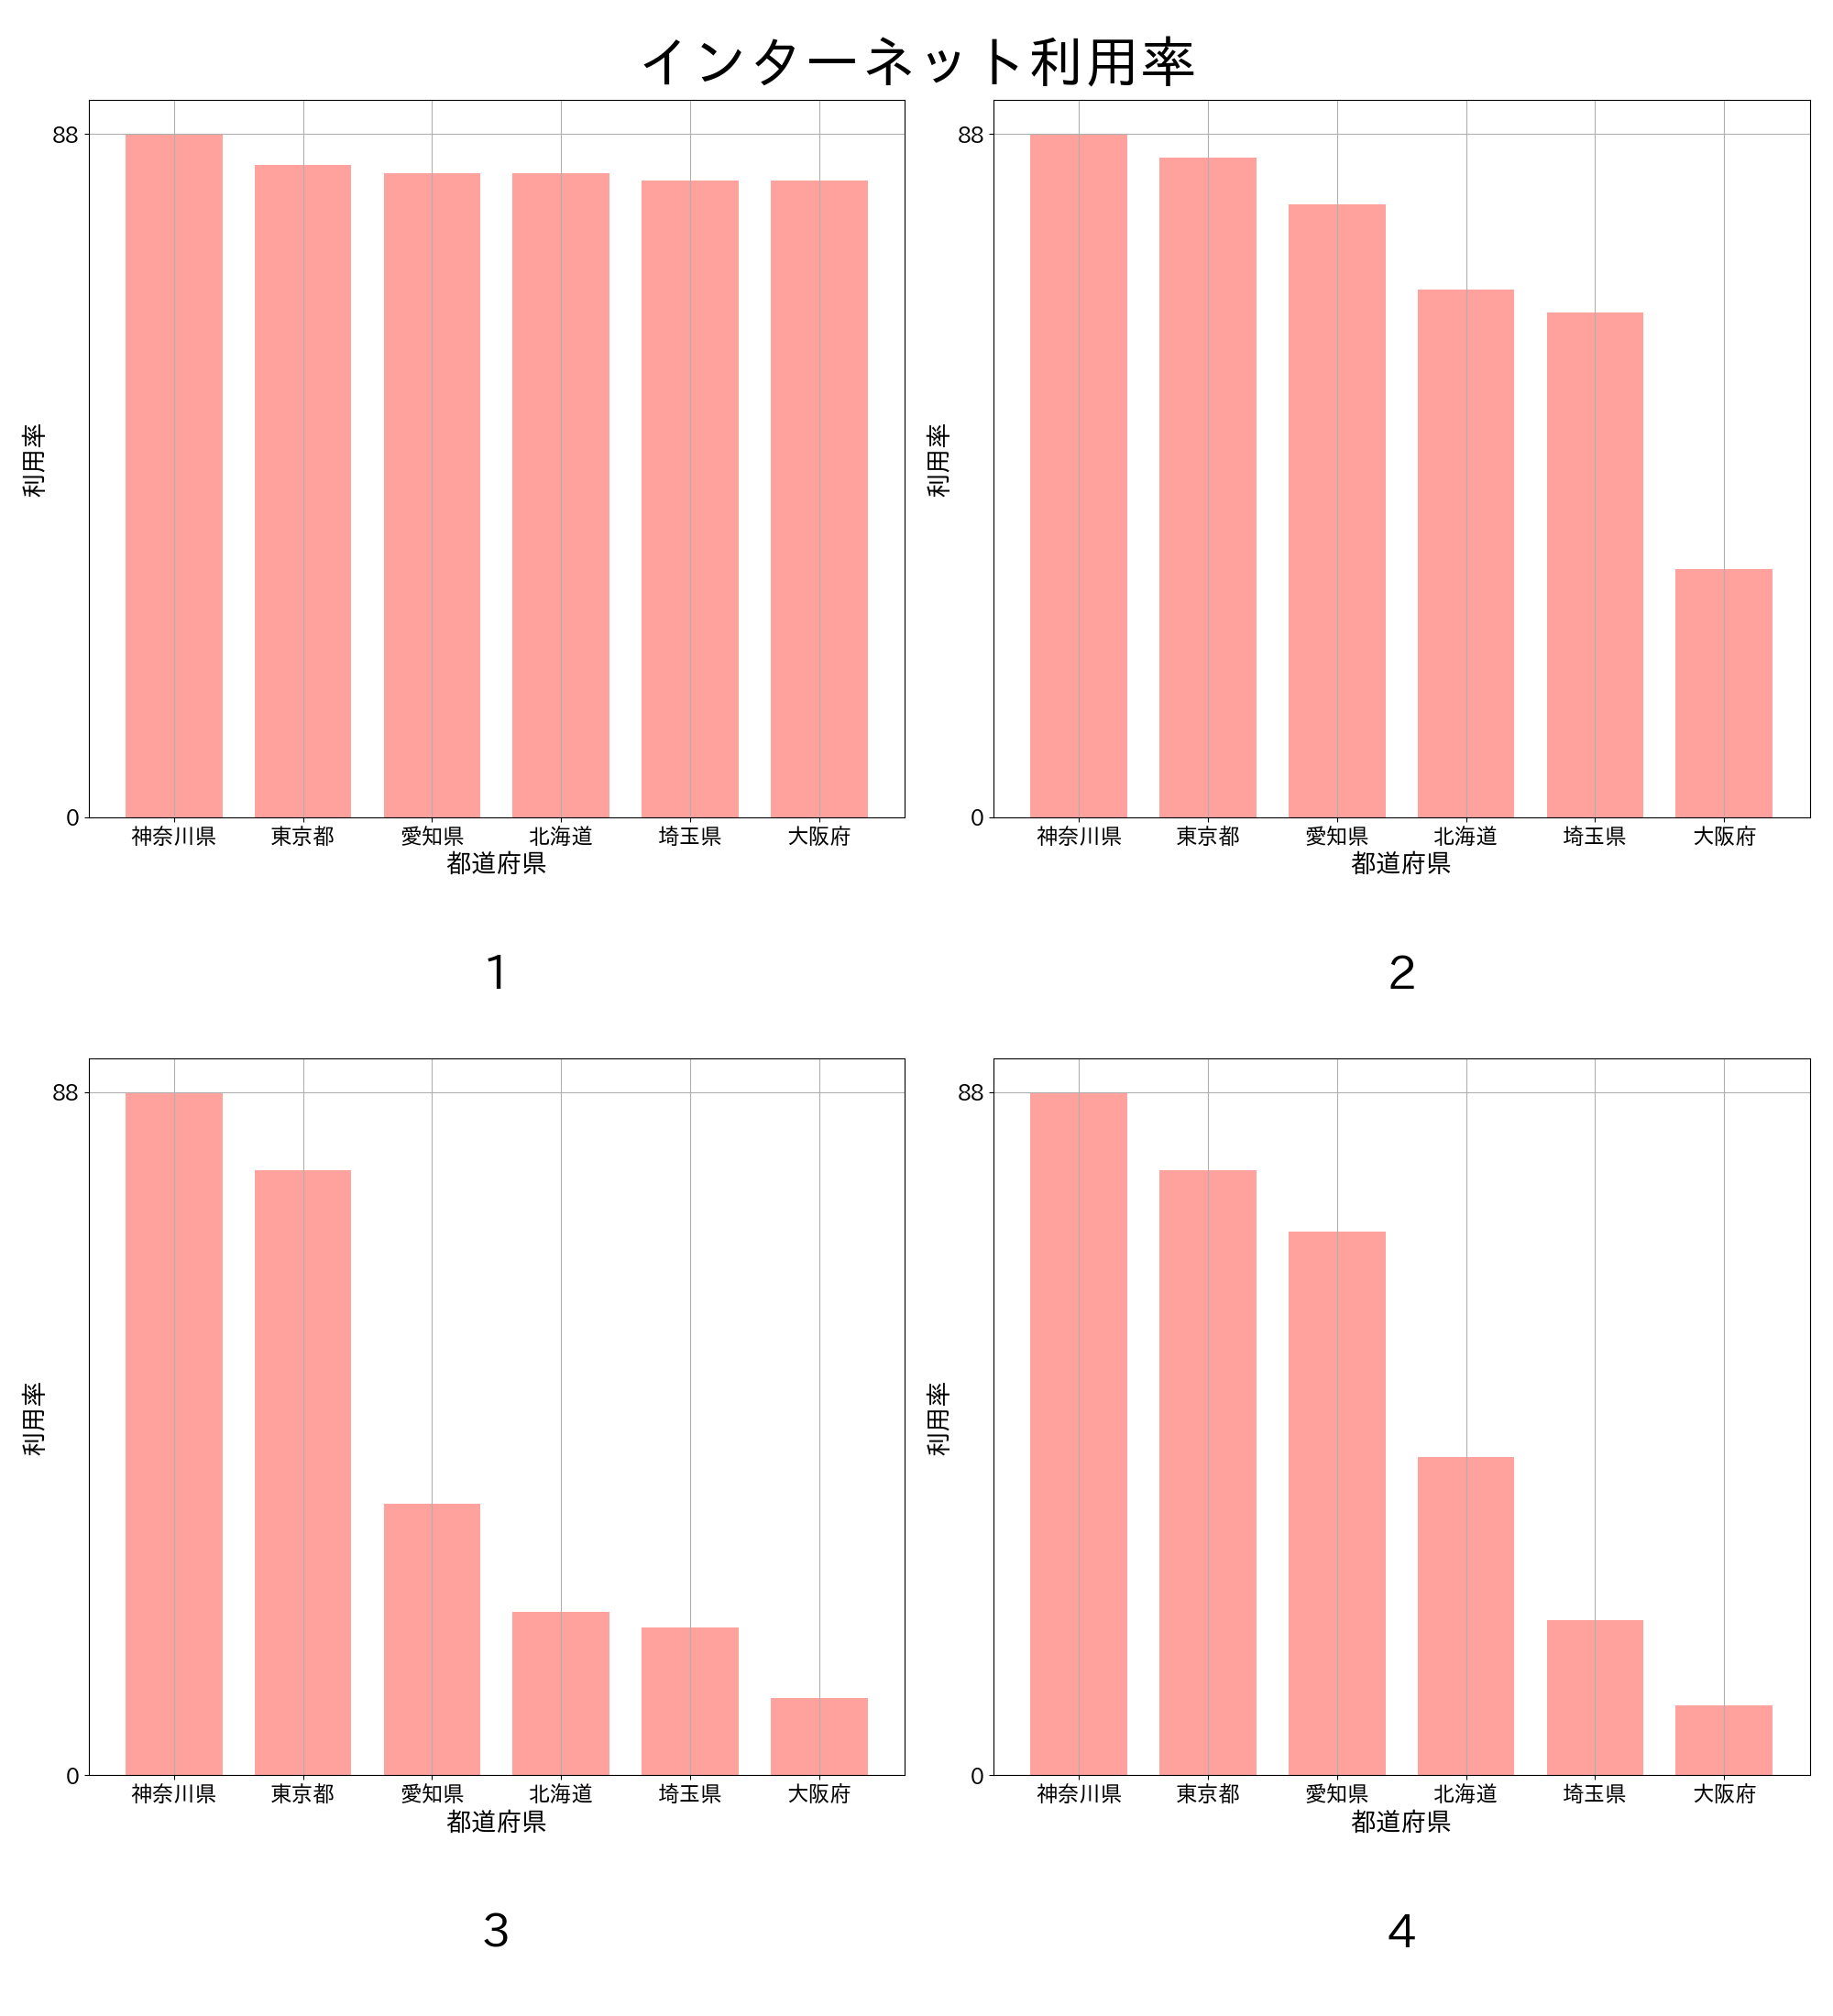 インターネット利用率
88
0
利用率
神奈川県 東京都 愛知県 北海道 埼玉県 大阪府
都道府県
1
88
0
利用率
神奈川県 東京都 愛知県 北海道 埼玉県 大阪府
都道府県
2
88
0
利用率
神奈川県 東京都 愛知県 北海道 埼玉県 大阪府
都道府県
3
88
0
利用率
神奈川県 東京都 愛知県 北海道 埼玉県 大阪府
都道府県
4